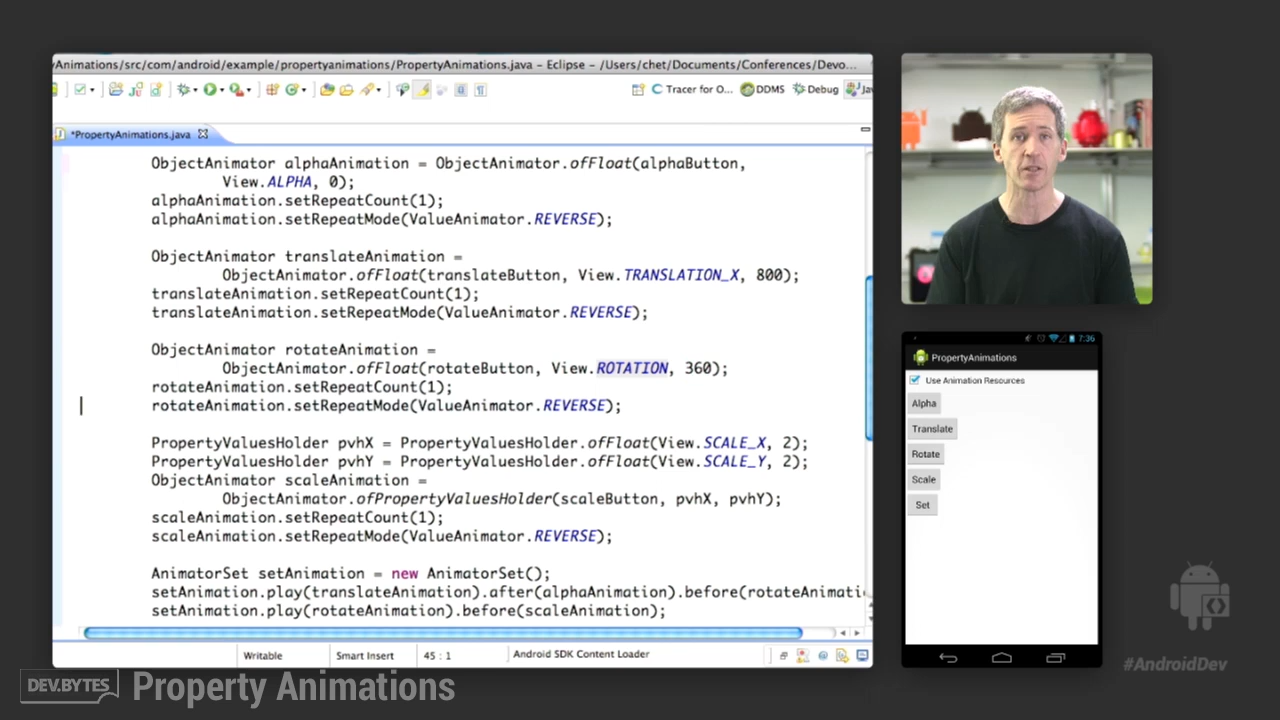 yAnimations/src/com/android/example/propertyanimations/PropertyAnimations.java - Eclipse - /Users/chet/Documents/Conferences/Devo...
Tracer for O... DDMS Debug Jav
*PropertyAnimations.java
ObjectAnimator alphaAnimation = ObjectAnimator.ofFloat(alphaButton,
View.ALPHA, 0);
alphaAnimation.setRepeatCount(1);
alphaAnimation.setRepeatMode(ValueAnimator.REVERSE);
ObjectAnimator translateAnimation =
ObjectAnimator.ofFloat(translateButton, View.TRANSLATION_X, 800);
translateAnimation.setRepeatCount(1);
translateAnimation.setRepeatMode(ValueAnimator.REVERSE);
ObjectAnimator rotateAnimation =
ObjectAnimator.ofFloat(rotateButton, View.ROTATION, 360);
rotateAnimation.setRepeatCount(1);
rotateAnimation.setRepeatMode(ValueAnimator.REVERSE);
PropertyValuesHolder pvhX = PropertyValuesHolder.ofFloat(View.SCALE_X, 2);
PropertyValuesHolder pvhY = PropertyValuesHolder.ofFloat(View.SCALE_Y, 2);
ObjectAnimator scaleAnimation =
ObjectAnimator.ofPropertyValuesHolder(scaleButton, pvhX, pvhY);
scaleAnimation.setRepeatCount(1);
scaleAnimation.setRepeatMode(ValueAnimator.REVERSE);
AnimatorSet setAnimation = new AnimatorSet();
setAnimation.play(translateAnimation).after(alphaAnimation).before(rotateAnimati
setAnimation.play(rotateAnimation).before(scaleAnimation);
Writable Smart Insert 45 : 1 Android SDK Content Loader
7:36
PropertyAnimations
Use Animation Resources
Alpha
Translate
Rotate
Scale
Set
#AndroidDev
DEV.BYTES Property Animations